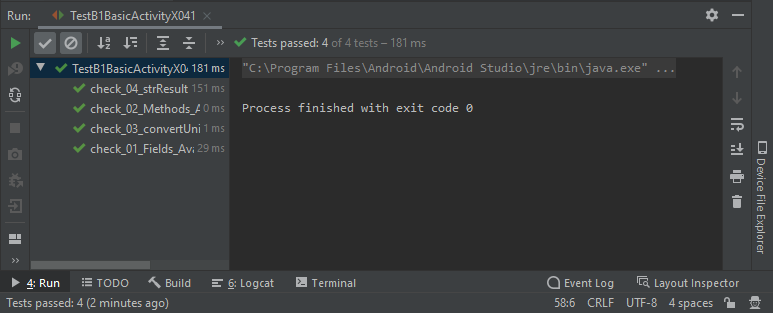 Run: TestB1BasicActivityX041
Tests passed: 4 of 4 tests – 181 ms
TestB1BasicActivityX04 181 ms
check_04_strResult 151 ms
check_02_Methods_A 0 ms
check_03_convertUni 1 ms
check_01_Fields_Ava 29 ms
"C:\Program Files\Android\Android Studio\jre\bin\java.exe" ...
Process finished with exit code 0
Device File Explorer
4: Run TODO Build 6: Logcat Terminal Event Log Layout Inspector
Tests passed: 4 (2 minutes ago) 58:6 CRLF UTF-8 4 spaces